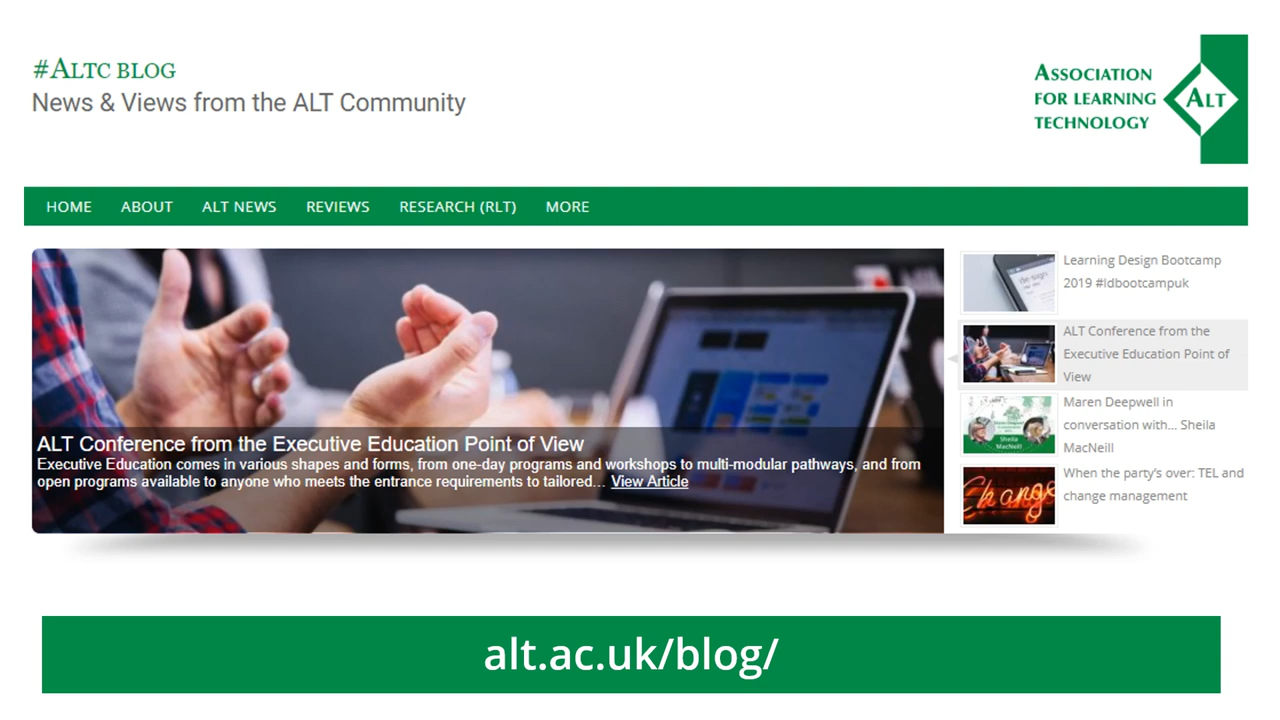 #ALTC BLOG
News & Views from the ALT Community
ASSOCIATION
FOR LEARNING
TECHNOLOGY
ALT
HOME ABOUT ALT NEWS REVIEWS RESEARCH (RLT) MORE
ALT Conference from the Executive Education Point of View
Executive Education comes in various shapes and forms, from one-day programs and workshops to multi-modular pathways, and from
open programs available to anyone who meets the entrance requirements to tailored… View Article
de·sign
Learning Design Bootcamp
2019 #ldbootcampuk
ALT Conference from the
Executive Education Point of
View
Sheila
MacNeill
Maren Deepwell in
conversation with… Sheila
MacNeill
Change
When the party's over: TEL and
change management
alt.ac.uk/blog/